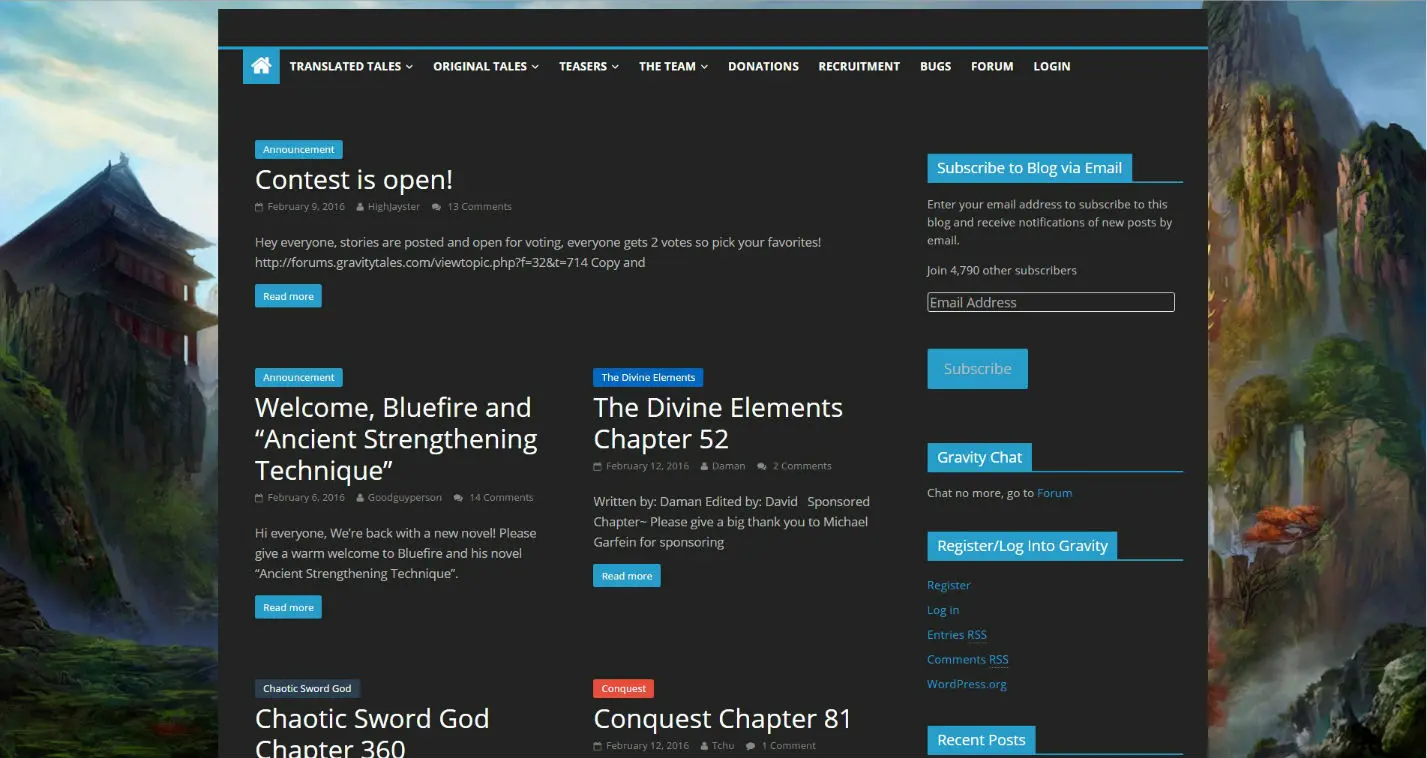 TRANSLATED TALES ORIGINAL TALES TEASERS THE TEAM DONATIONS RECRUITMENT BUGS FORUM LOGIN
Announcement
Contest is open!
February 9, 2016 HighJayster 13 Comments
Hey everyone, stories are posted and open for voting, everyone gets 2 votes so pick your favorites!
http://forums.gravitytales.com/viewtopic.php?f=32&t=714 Copy and
Read more
Announcement
Welcome, Bluefire and
“Ancient Strengthening
Technique”
February 6, 2016 Goodguyperson 14 Comments
Hi everyone, We’re back with a new novel! Please
give a warm welcome to Bluefire and his novel
“Ancient Strengthening Technique”.
Read more
The Divine Elements
The Divine Elements
Chapter 52
February 12, 2016 Daman 2 Comments
Written by: Daman Edited by: David Sponsored
Chapter~ Please give a big thank you to Michael
Garfein for sponsoring
Read more
Chaotic Sword God
Chaotic Sword God
Chapter 360
Conquest
Conquest Chapter 81
February 12, 2016 Tchu 1 Comment
Subscribe to Blog via Email
Enter your email address to subscribe to this
blog and receive notifications of new posts by
email.
Join 4,790 other subscribers
Email Address
Subscribe
Gravity Chat
Chat no more, go to Forum
Register/Log Into Gravity
Register
Log in
Entries RSS
Comments RSS
WordPress.org
Recent Posts